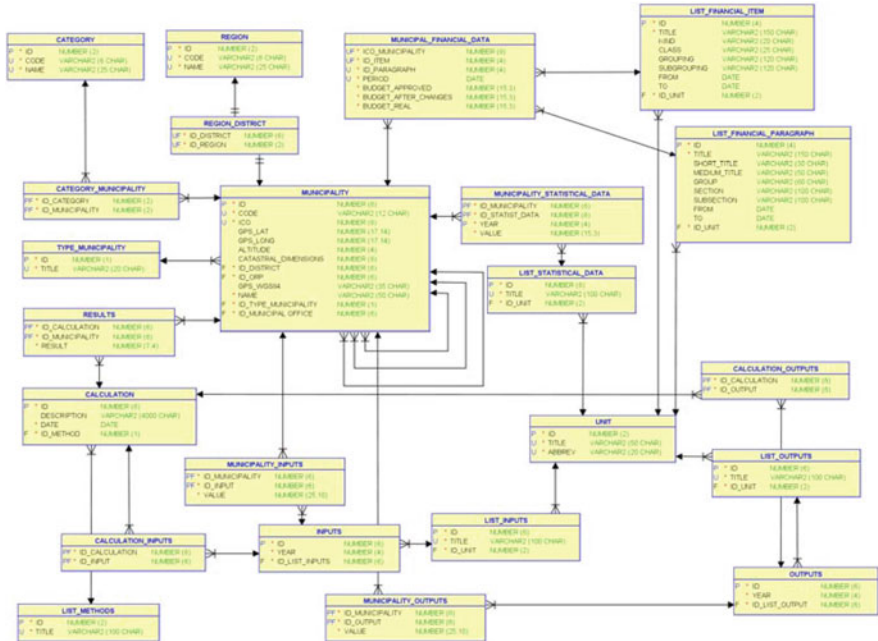 CATEGORY
P * ID NUMBER (2)
U * CODE VARCHAR2 (6 CHAR)
U * NAME VARCHAR2 (25 CHAR)
REGION
P * ID NUMBER (2)
U * CODE VARCHAR2 (6 CHAR)
U * NAME VARCHAR2 (25 CHAR)
MUNICIPAL_FINANCIAL_DATA
UF * ICO_MUNICIPALITY NUMBER (8)
UF * ID_ITEM NUMBER (4)
U * ID_PARAGRAPH NUMBER (4)
U * PERIOD DATE
* BUDGET_APPROVED NUMBER (15,3)
* BUDGET_AFTER_CHANGES NUMBER (15,3)
* BUDGET_REAL NUMBER (15,3)
LIST_FINANCIAL_ITEM
P * ID NUMBER (4)
* TITLE VARCHAR2 (150 CHAR)
KIND VARCHAR2 (20 CHAR)
CLASS VARCHAR2 (25 CHAR)
GROUPING VARCHAR2 (120 CHAR)
SUBGROUPING VARCHAR2 (120 CHAR)
FROM DATE
TO DATE
F * ID_UNIT NUMBER (2)
REGION_DISTRICT
UF * ID_DISTRICT NUMBER (6)
UF * ID_REGION NUMBER (2)
LIST_FINANCIAL_PARAGRAPH
P * ID NUMBER (4)
* TITLE VARCHAR2 (150 CHAR)
SHORT_TITLE VARCHAR2 (30 CHAR)
MEDIUM_TITLE VARCHAR2 (50 CHAR)
GROUP VARCHAR2 (60 CHAR)
SECTION VARCHAR2 (100 CHAR)
SUBSECTION VARCHAR2 (100 CHAR)
FROM DATE
TO DATE
F * ID_UNIT NUMBER (2)
CATEGORY_MUNICIPALITY
PF * ID_CATEGORY NUMBER (2)
PF * ID_MUNICIPALITY NUMBER (2)
MUNICIPALITY
P * ID NUMBER (6)
U * CODE VARCHAR2 (12 CHAR)
U * ICO NUMBER (8)
GPS_LAT NUMBER (17,14)
GPS_LONG NUMBER (17,14)
ALTITUDE NUMBER (4)
CATASTRAL_DIMENSIONS NUMBER
F * ID_DISTRICT NUMBER (6)
F * ID_ORP NUMBER (6)
GPS_WGS84 VARCHAR2 (35 CHAR)
* NAME VARCHAR2 (50 CHAR)
F * ID_TYPE_MUNICIPALITY NUMBER (1)
F * ID_MUNICIPAL OFFICE NUMBER (6)
MUNICIPALITY_STATISTICAL_DATA
PF * ID_MUNICIPALITY NUMBER (6)
PF * ID_STATIST_DATA NUMBER (6)
P * YEAR NUMBER (4)
* VALUE NUMBER (15,3)
TYPE_MUNICIPALITY
P * ID NUMBER (1)
U * TITLE VARCHAR2 (20 CHAR)
LIST_STATISTICAL_DATA
P * ID NUMBER (6)
U * TITLE VARCHAR2 (100 CHAR)
F * ID_UNIT NUMBER (2)
RESULTS
PF * ID_CALCULATION NUMBER (6)
PF * ID_MUNICIPALITY NUMBER (6)
* RESULT NUMBER (7,4)
CALCULATION_OUTPUTS
PF * ID_CALCULATION NUMBER (6)
PF * ID_OUTPUT NUMBER (6)
CALCULATION
P * ID NUMBER (6)
DESCRIPTION VARCHAR2 (4000 CHAR)
* DATE DATE
F * ID_METHOD NUMBER (1)
UNIT
P * ID NUMBER (2)
U * TITLE VARCHAR2 (50 CHAR)
U * ABBREV VARCHAR2 (20 CHAR)
LIST_OUTPUTS
P * ID NUMBER (6)
U * TITLE VARCHAR2 (100 CHAR)
F * ID_UNIT NUMBER (2)
MUNICIPALITY_INPUTS
PF * ID_MUNICIPALITY NUMBER (6)
PF * ID_INPUT NUMBER (6)
* VALUE NUMBER (25,10)
CALCULATION_INPUTS
PF * ID_CALCULATION NUMBER (6)
PF * ID_INPUT NUMBER (6)
INPUTS
P * ID NUMBER (6)
* YEAR NUMBER (4)
F * ID_LIST_INPUTS NUMBER (6)
LIST_INPUTS
P * ID NUMBER (6)
U * TITLE VARCHAR2 (100 CHAR)
F * ID_UNIT NUMBER (2)
LIST_METHODS
P * ID NUMBER (2)
U * TITLE VARCHAR2 (100 CHAR)
MUNICIPALITY_OUTPUTS
PF * ID_MUNICIPALITY NUMBER (6)
PF * ID_OUTPUT NUMBER (6)
* VALUE NUMBER (25,10)
OUTPUTS
P * ID NUMBER (6)
* YEAR NUMBER (4)
F * ID_LIST_OUTPUT NUMBER (6)